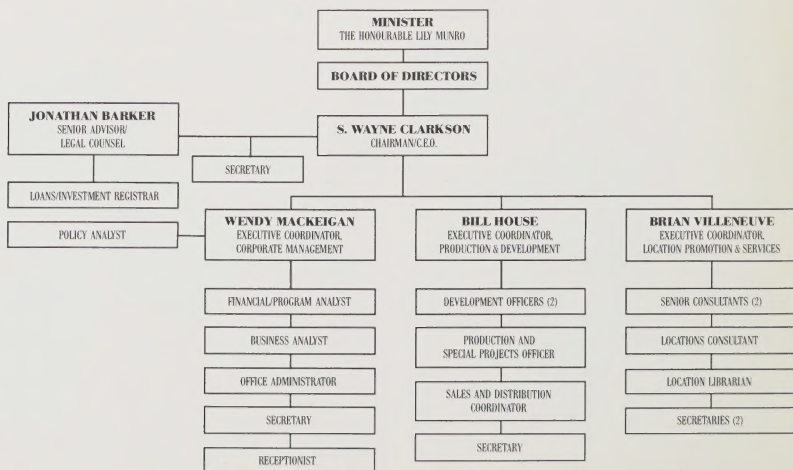 MINISTER
THE HONOURABLE LILY MUNRO
BOARD OF DIRECTORS
JONATHAN BARKER
SENIOR ADVISOR/
LEGAL COUNSEL
S. WAYNE CLARKSON
CHAIRMAN/C.E.O.
SECRETARY
LOANS/INVESTMENT REGISTRAR
POLICY ANALYST
WENDY MACKEIGAN
EXECUTIVE COORDINATOR,
CORPORATE MANAGEMENT
FINANCIAL/PROGRAM ANALYST
BUSINESS ANALYST
OFFICE ADMINISTRATOR
SECRETARY
RECEPTIONIST
BILL HOUSE
EXECUTIVE COORDINATOR,
PRODUCTION & DEVELOPMENT
DEVELOPMENT OFFICERS (2)
PRODUCTION AND
SPECIAL PROJECTS OFFICER
SALES AND DISTRIBUTION
COORDINATOR
SECRETARY
BRIAN VILLENEUVE
EXECUTIVE COORDINATOR,
LOCATION PROMOTION & SERVICES
SENIOR CONSULTANTS (2)
LOCATIONS CONSULTANT
LOCATION LIBRARIAN
SECRETARIES (2)